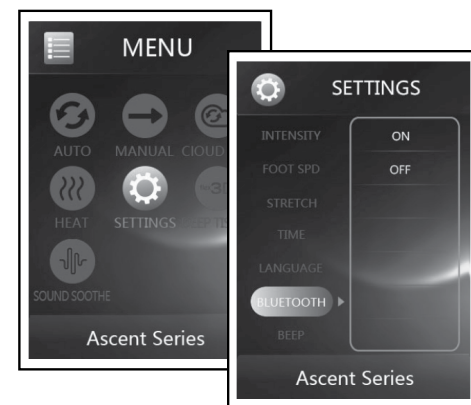 MENU
AUTO MANUAL CLOUD
HEAT SETTINGS
SOUND SOOTHE
Ascent Series
SETTINGS
INTENSITY ON
FOOT SPD OFF
STRETCH
TIME
LANGUAGE
BLUETOOTH
BEEP
Ascent Series